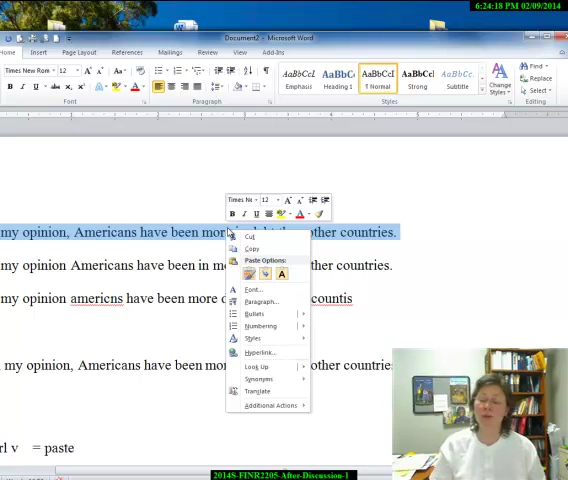 6:24:18 PM 02/09/2014
Document2 - Microsoft Word
Home Insert Page Layout References Mailings Review View Add-Ins
Times New Rom 12 Aa
AaBbCcI AaBbC AaBbCcI AaBbCcl AaBbCcI
Emphasis Heading 1 ¶ Normal Strong Subtitle
Change Styles
Find
Replace
Select
Font Paragraph Styles Editing
Times Ne 12
B I U
my opinion, Americans have been more other countries.
Cut
Copy
Paste Options:
my opinion Americans have been in other countries.
Font...
Paragraph...
my opinion americns have been more countis
Bullets
Numbering
Styles
Hyperlink...
my opinion, Americans have been other countries
Look Up
Synonyms
Translate
Additional Actions
rl v = paste
2014S-FINR2205-After-Discussion-1